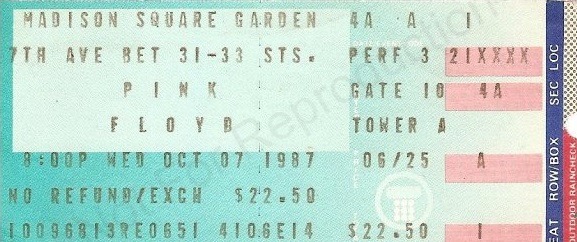 MADISON SQUARE GARDEN 4A A 1
7TH AVE BET 31-33 STS. PERF 3 21XXXX
PINK GATE 10 4A
FLOYD TOWER A
8:00P WED OCT 07 1987 06/25 A
NO REFUND/EXCH $22.50
10096813RE0651 4106E14 $22.50 1
SEAT ROW/BOX SEC LOC
OUTDOOR RAINCHECK